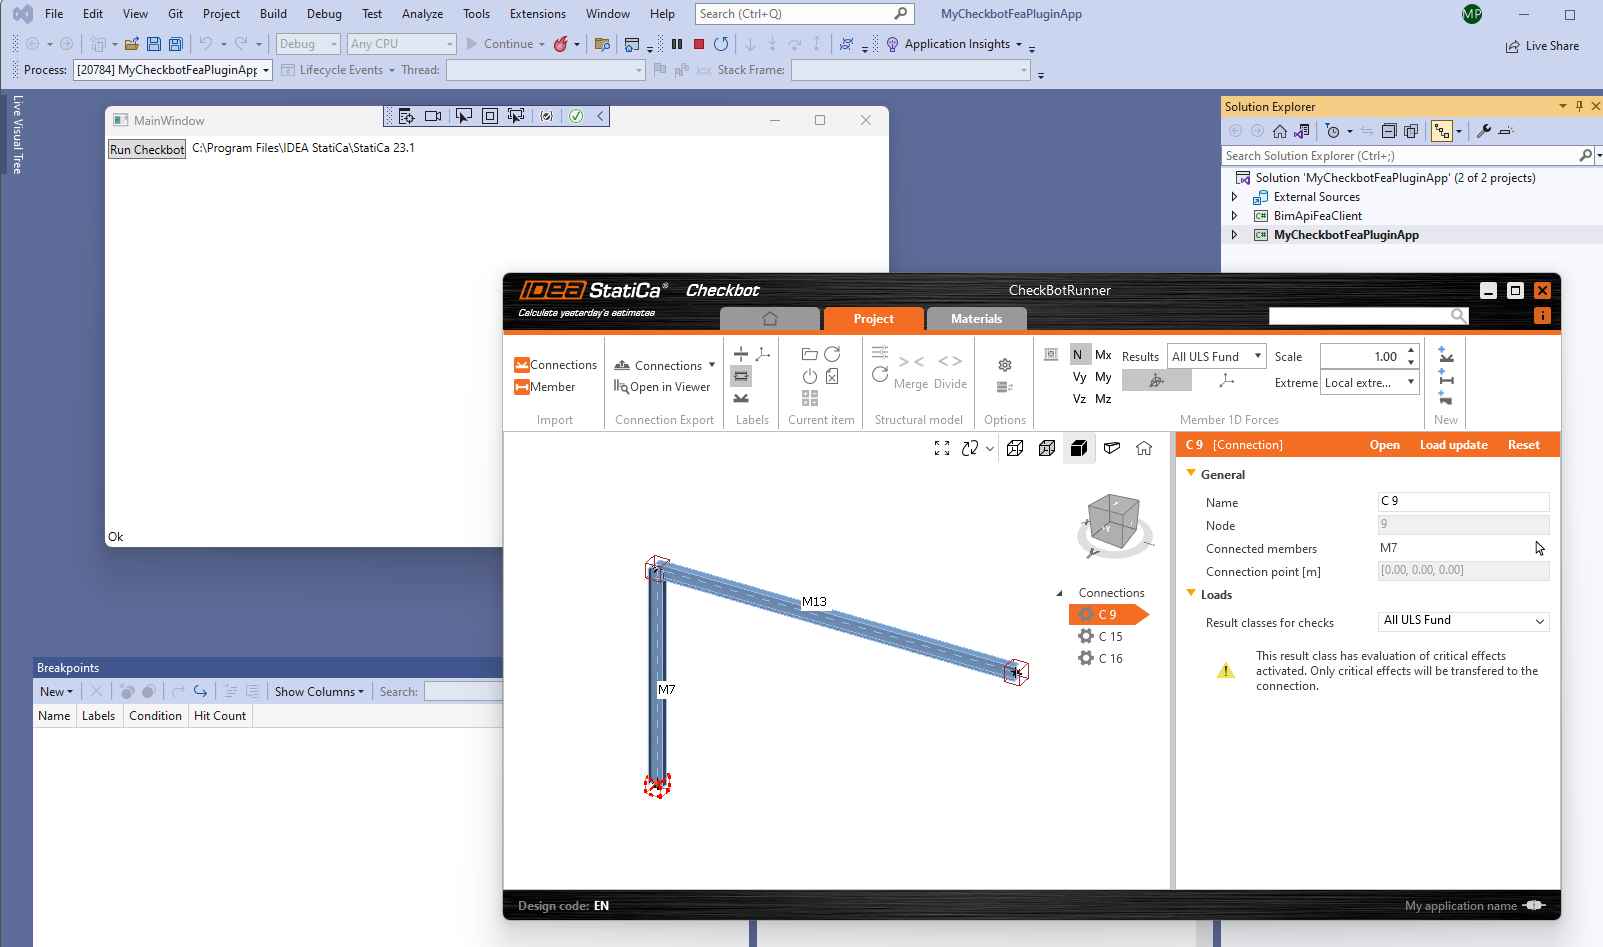 File Edit View Git Project Build Debug Test Analyze Tools Extensions Window Help Search (Ctrl+Q) MyCheckbotFeaPluginApp MP
Debug Any CPU Continue Application Insights Live Share
Process: [20784] MyCheckbotFeaPluginApp Lifecycle Events Thread: Stack Frame:
Live Visual Tree
MainWindow
Run Checkbot C:\Program Files\IDEA StatiCa\StatiCa 23.1
Ok
Solution Explorer
Search Solution Explorer (Ctrl+;)
Solution 'MyCheckbotFeaPluginApp' (2 of 2 projects)
External Sources
C# BimApiFeaClient
C# MyCheckbotFeaPluginApp
IDEA StatiCa® Checkbot CheckBotRunner
Calculate yesterday's estimates
Project Materials
Connections
Member
Import
Connections
Open in Viewer
Connection Export
Labels
Current item
Merge Divide
Structural model
Options
N Mx
Vy My
Vz Mz
Results All ULS Fund Scale 1.00
Extreme Local extre...
Member 1D Forces
New
M13
M7
Connections
C 9
C 15
C 16
C 9 [Connection] Open Load update Reset
General
Name C 9
Node 9
Connected members M7
Connection point [m] [0.00, 0.00, 0.00]
Loads
Result classes for checks All ULS Fund
This result class has evaluation of critical effects
activated. Only critical effects will be transfered to the
connection.
Design code: EN My application name
Breakpoints
New Show Columns Search:
Name Labels Condition Hit Count